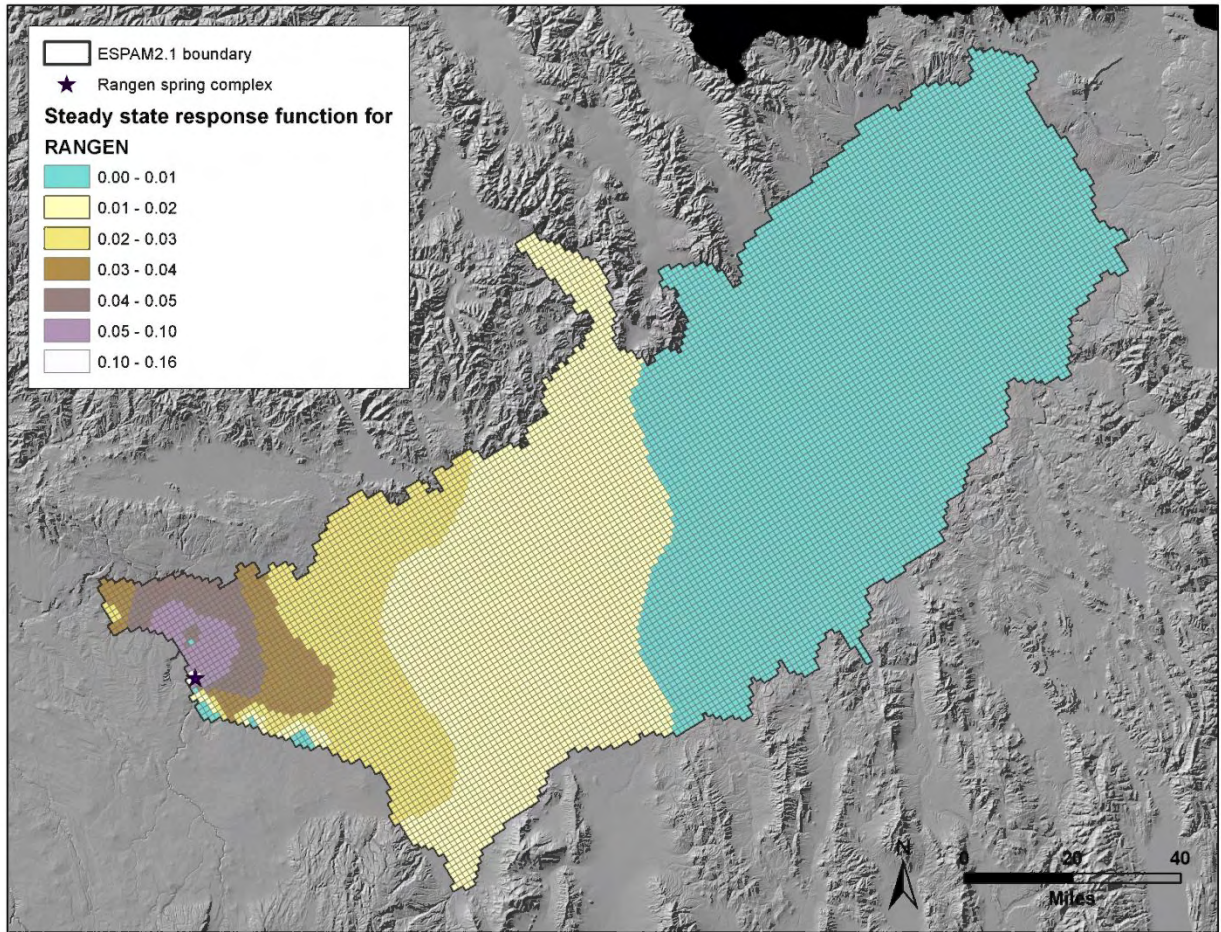 ESPAM2.1 boundary
Rangen spring complex
Steady state response function for
RANGEN
0.00 - 0.01
0.01 - 0.02
0.02 - 0.03
0.03 - 0.04
0.04 - 0.05
0.05 - 0.10
0.10 - 0.16
N
0 20 40
Miles